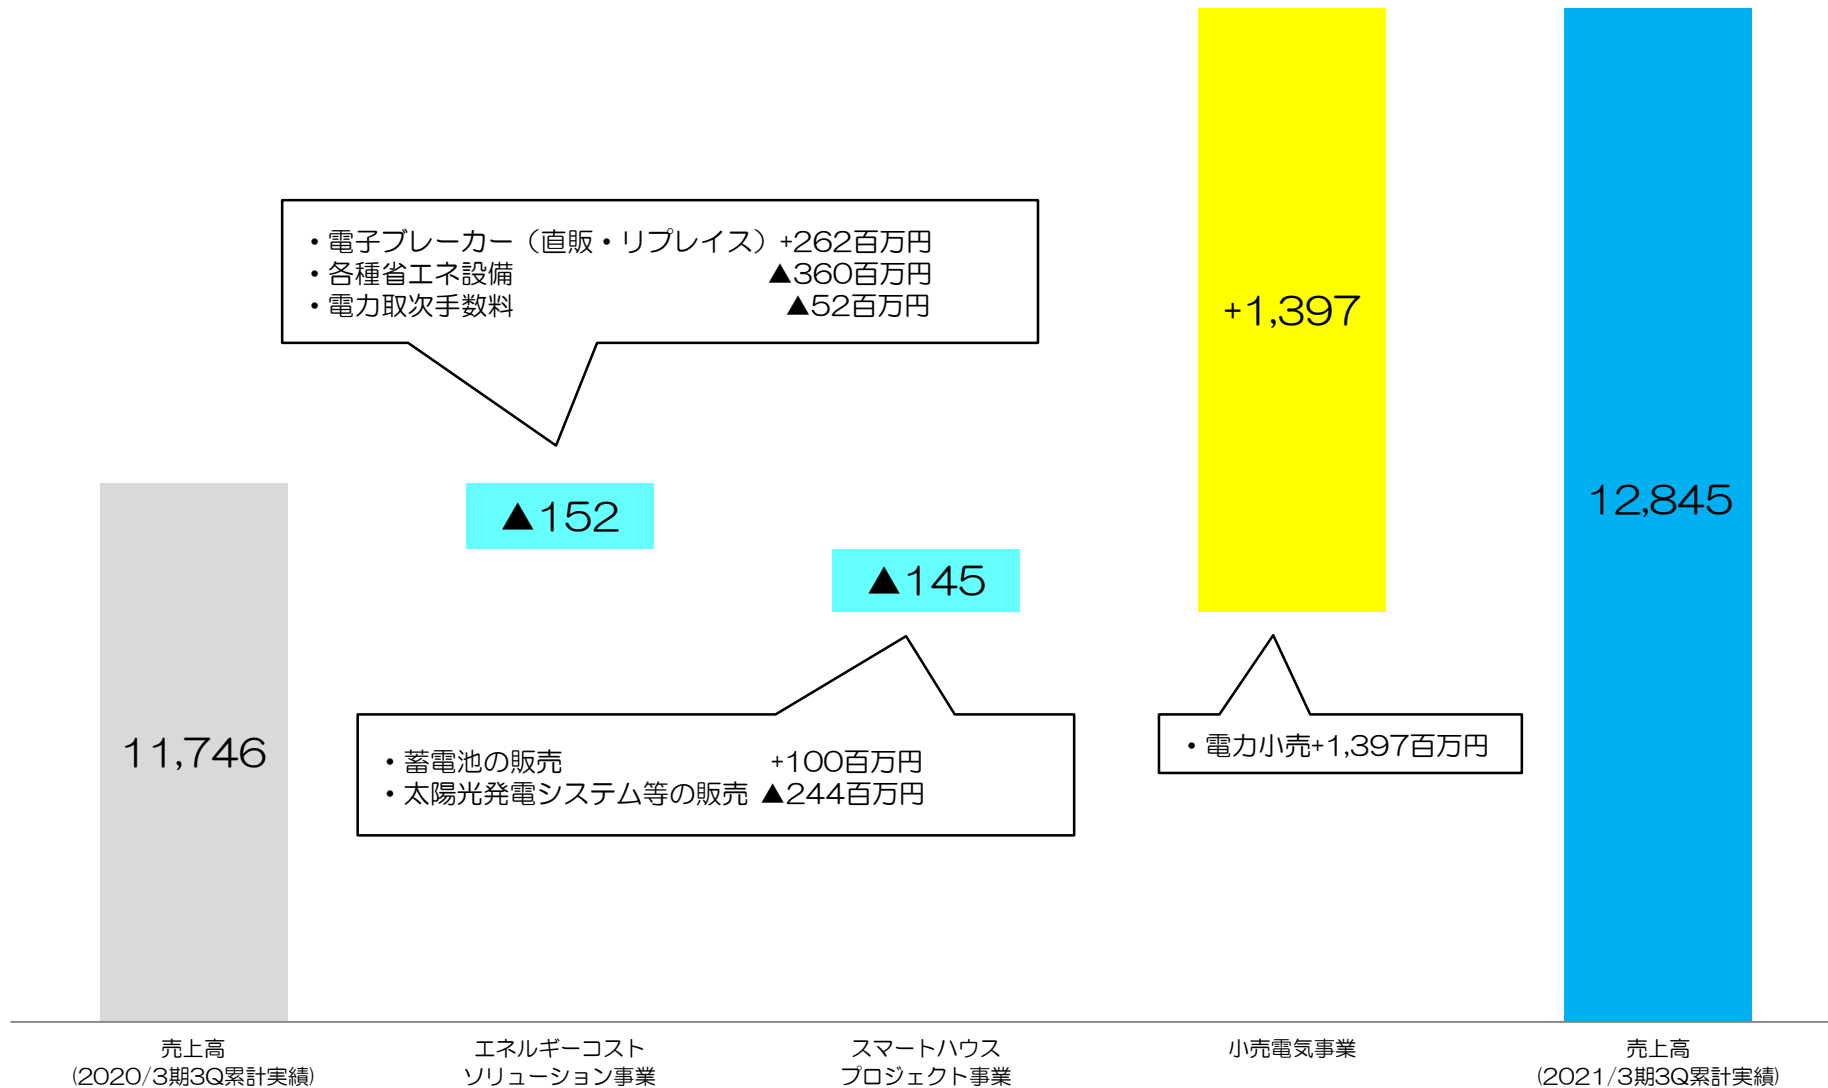 ・電子ブレーカー（直販・リプレイス）+262百万円
・各種省エネ設備 ▲360百万円
・電力取次手数料 ▲52百万円
+1,397
▲152
12,845
▲145
11,746
・蓄電池の販売 +100百万円
・太陽光発電システム等の販売 ▲244百万円
・電力小売+1,397百万円
売上高
(2020/3期3Q累計実績)
エネルギーコスト
ソリューション事業
スマートハウス
プロジェクト事業
小売電気事業
売上高
(2021/3期3Q累計実績)